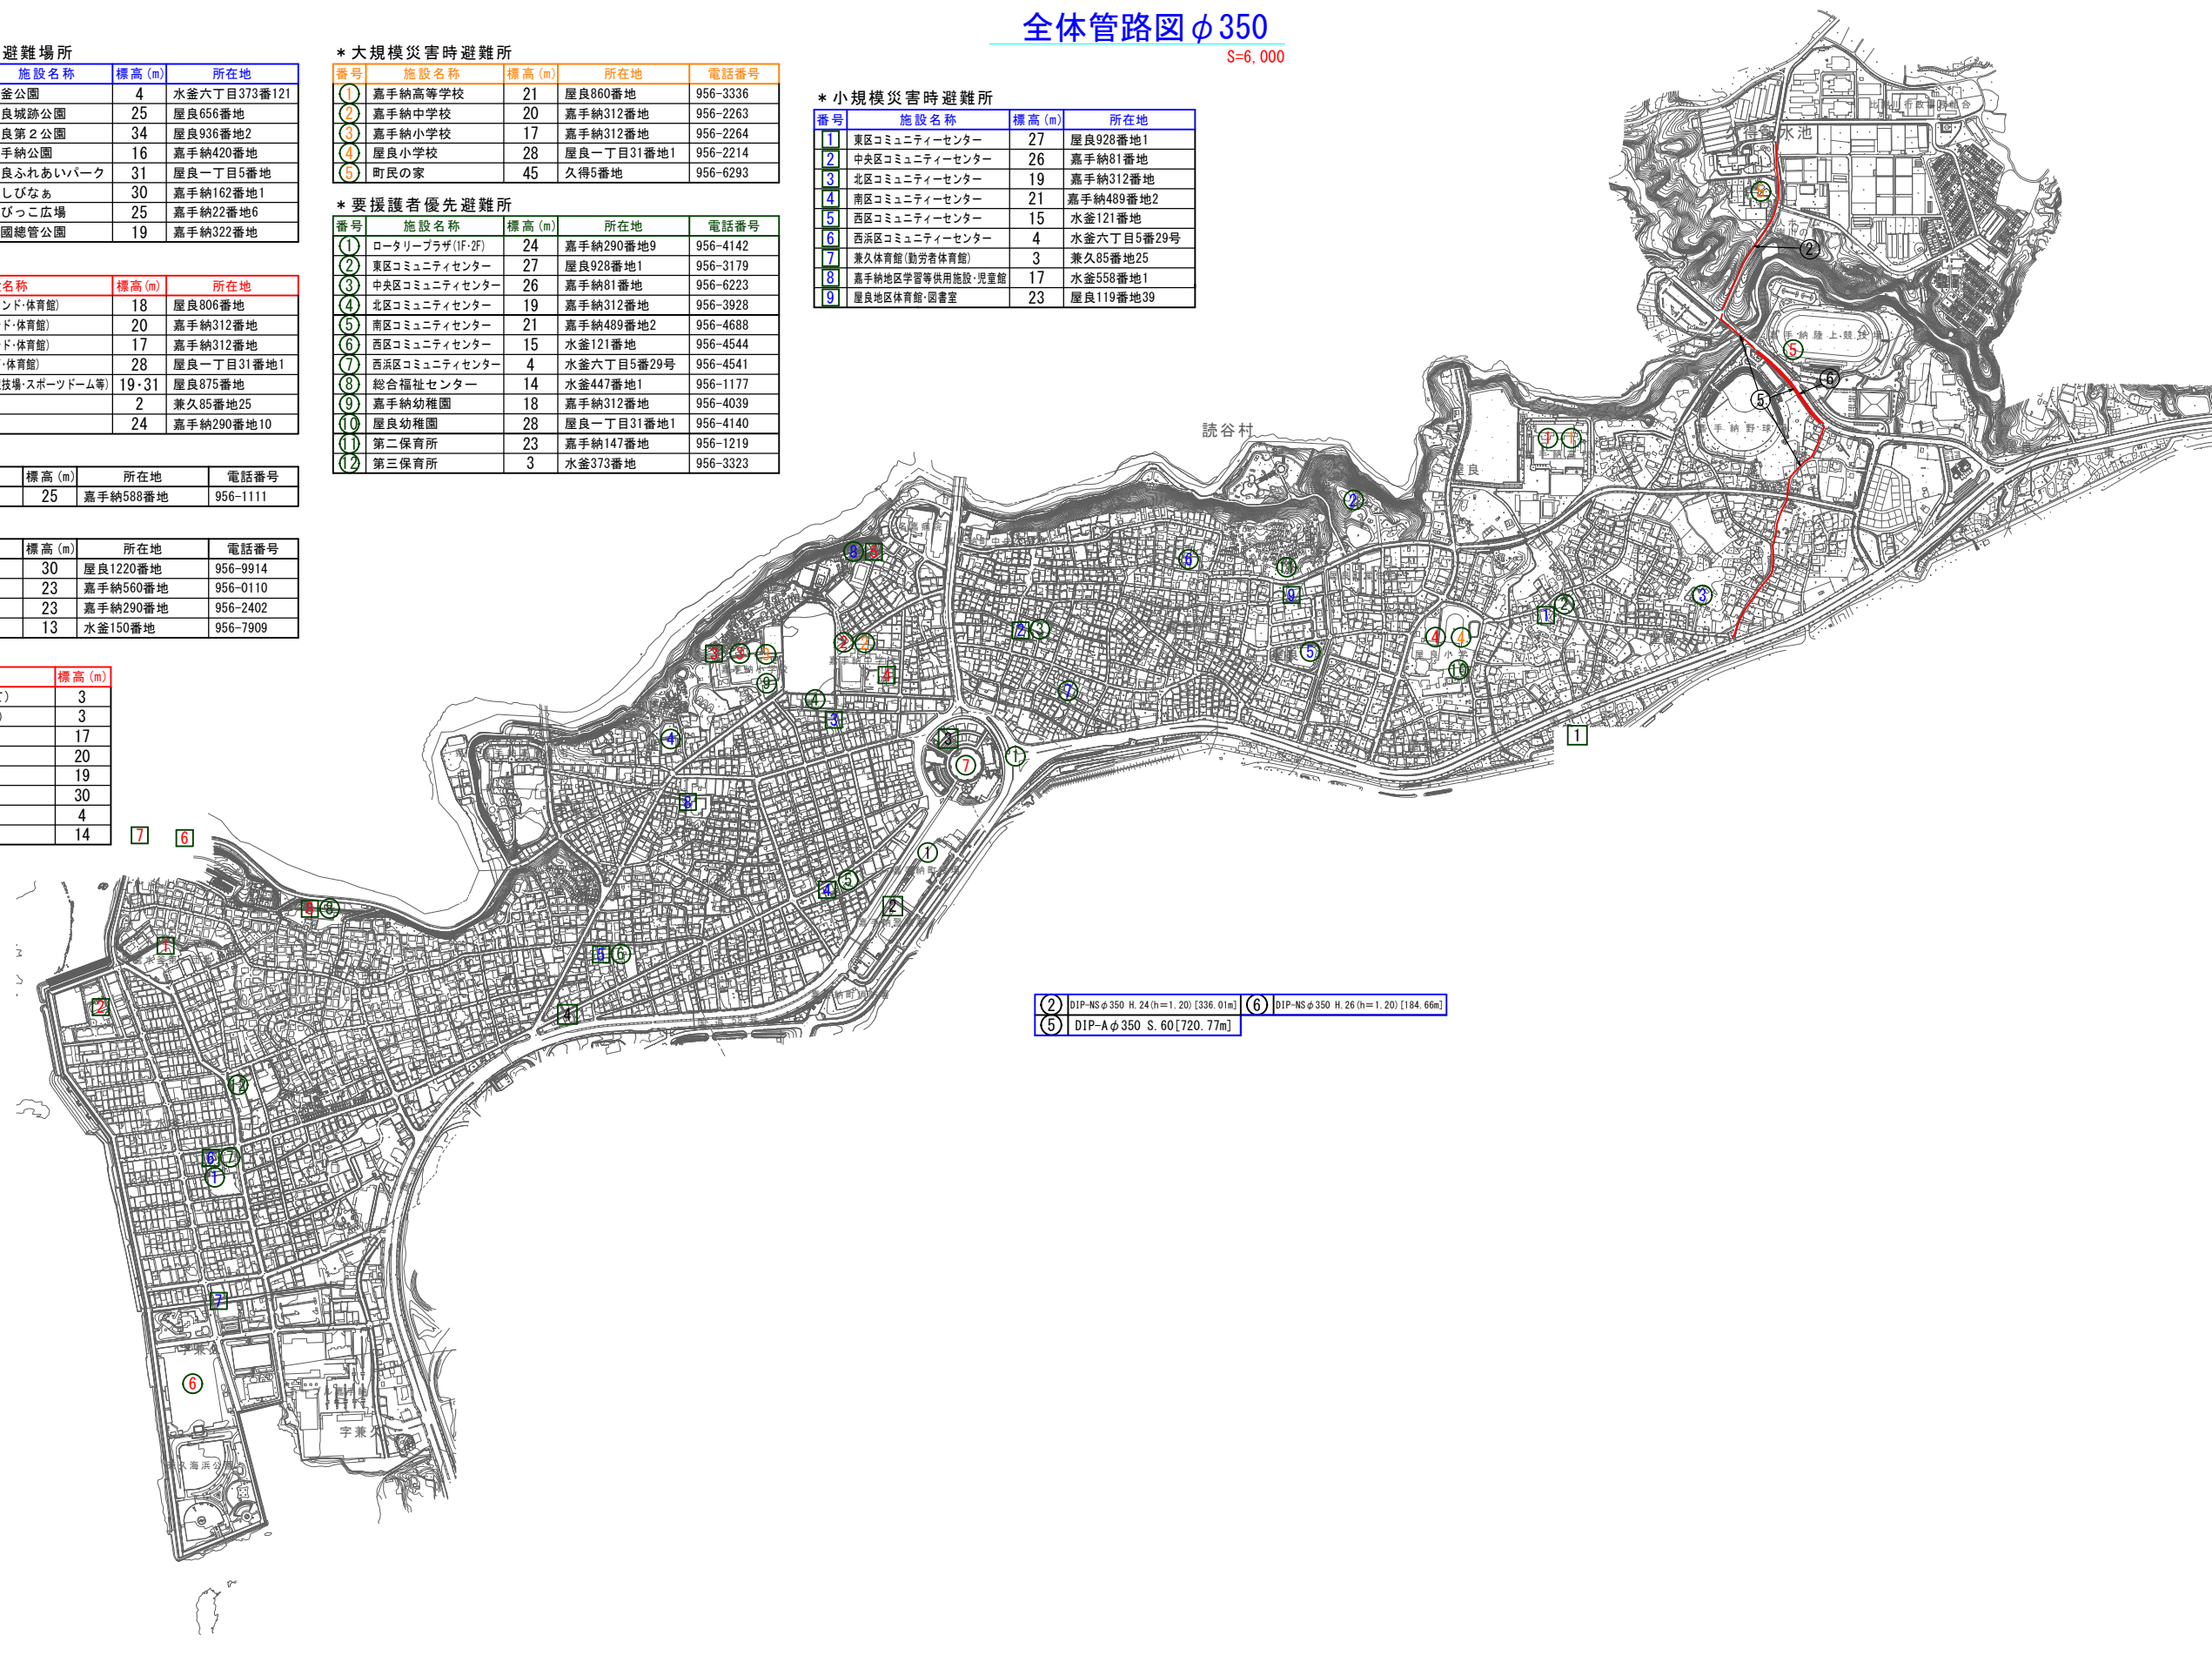 全体管路図φ350
S=6,000
避難場所
施設名称 標高(m) 所在地
釜公園 4 水釜六丁目373番121
良城跡公園 25 屋良656番地
良第2公園 34 屋良936番地2
手納公園 16 嘉手納420番地
良ふれあいパーク 31 屋良一丁目5番地
しびなぁ 30 嘉手納162番地1
びっこ広場 25 嘉手納22番地6
國總管公園 19 嘉手納322番地
名称 標高(m) 所在地
ンド・体育館) 18 屋良806番地
ド・体育館) 20 嘉手納312番地
ド・体育館) 17 嘉手納312番地
・体育館) 28 屋良一丁目31番地1
技場・スポーツドーム等) 19・31 屋良875番地
2 兼久85番地25
24 嘉手納290番地10
標高(m) 所在地 電話番号
25 嘉手納588番地 956-1111
標高(m) 所在地 電話番号
30 屋良1220番地 956-9914
23 嘉手納560番地 956-0110
23 嘉手納290番地 956-2402
13 水釜150番地 956-7909
標高(m)
3
3
17
20
19
30
4
14
*大規模災害時避難所
番号 施設名称 標高(m) 所在地 電話番号
① 嘉手納高等学校 21 屋良860番地 956-3336
② 嘉手納中学校 20 嘉手納312番地 956-2263
③ 嘉手納小学校 17 嘉手納312番地 956-2264
④ 屋良小学校 28 屋良一丁目31番地1 956-2214
⑤ 町民の家 45 久得5番地 956-6293
*要援護者優先避難所
番号 施設名称 標高(m) 所在地 電話番号
① ロータリープラザ(1F・2F) 24 嘉手納290番地9 956-4142
② 東区コミュニティセンター 27 屋良928番地1 956-3179
③ 中央区コミュニティセンター 26 嘉手納81番地 956-6223
④ 北区コミュニティセンター 19 嘉手納312番地 956-3928
⑤ 南区コミュニティセンター 21 嘉手納489番地2 956-4688
⑥ 西区コミュニティセンター 15 水釜121番地 956-4544
⑦ 西浜区コミュニティセンター 4 水釜六丁目5番29号 956-4541
⑧ 総合福祉センター 14 水釜447番地1 956-1177
⑨ 嘉手納幼稚園 18 嘉手納312番地 956-4039
⑩ 屋良幼稚園 28 屋良一丁目31番地1 956-4140
⑪ 第二保育所 23 嘉手納147番地 956-1219
⑫ 第三保育所 3 水釜373番地 956-3323
*小規模災害時避難所
番号 施設名称 標高(m) 所在地
1 東区コミュニティーセンター 27 屋良928番地1
2 中央区コミュニティーセンター 26 嘉手納81番地
3 北区コミュニティーセンター 19 嘉手納312番地
4 南区コミュニティーセンター 21 嘉手納489番地2
5 西区コミュニティーセンター 15 水釜121番地
6 西浜区コミュニティーセンター 4 水釜六丁目5番29号
7 兼久体育館(勤労者体育館) 3 兼久85番地25
8 嘉手納地区学習等供用施設・児童館 17 水釜558番地1
9 屋良地区体育館・図書室 23 屋良119番地39
読谷村
屋良
字兼久
字兼久
② DIP-NSφ350 H.24(h=1.20)[336.01m] ⑥ DIP-NSφ350 H.26(h=1.20)[184.66m]
⑤ DIP-Aφ350 S.60[720.77m]